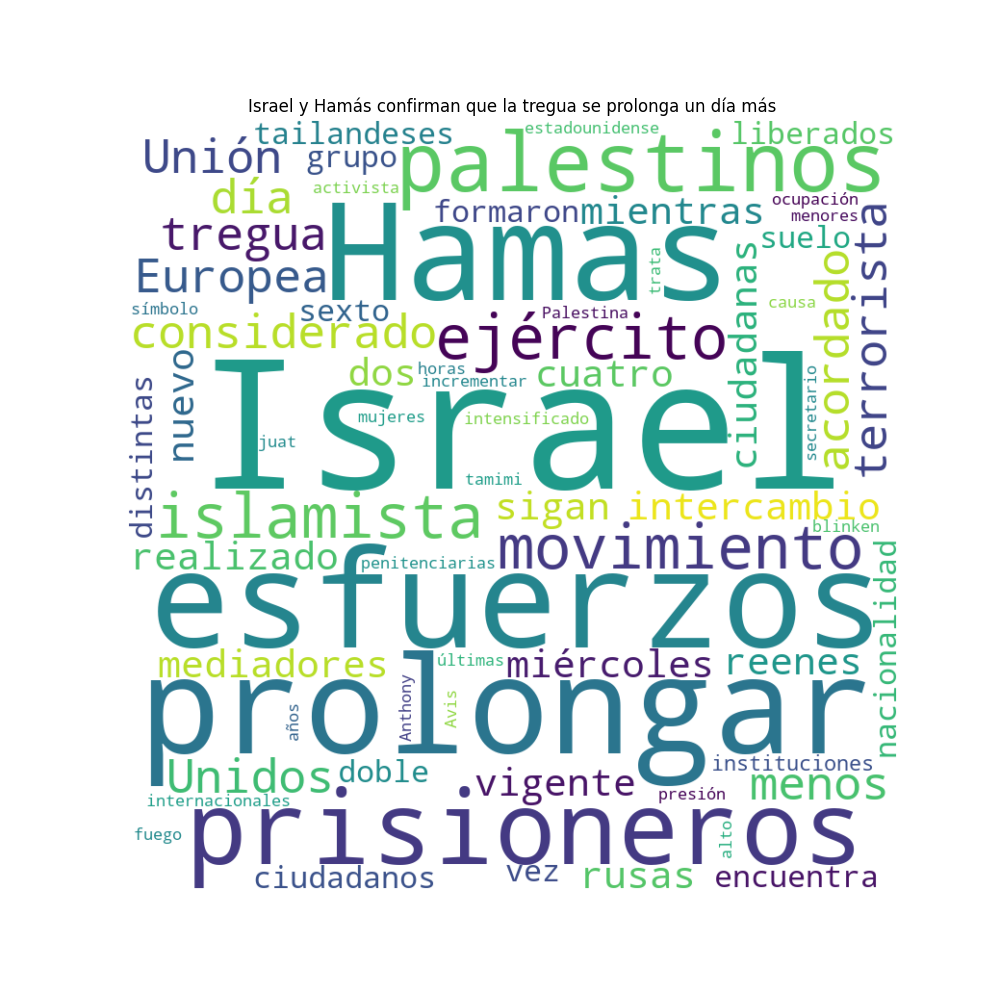 Israel y Hamás confirman que la tregua se prolonga un día más
tailandeses
estadounidense
liberados
Unión
grupo
palestinos
día
activista
formaron
mientras
ocupación
menores
tregua
Hamas
suelo
terrorista
Europea
trata
ciudadanas
acordado
símbolo
sexto
Palestina
causa
considerado
ejército
nuevo
dos
horas
incrementar
cuatro
secretario
distintas
Israel
mujeres
intensificado
juat
tamimi
islamista
sigan
intercambio
blinken
realizado
penitenciarias
movimiento
nacionalidad
esfuerzos
mediadores
últimas
miércoles
reenes
prolongar
años
Anthony
Avis
Unidos
doble
vigente
instituciones
menos
internacionales
presión
fuego
prisioneros
alto
ciudadanos
vez
rusas
encuentra